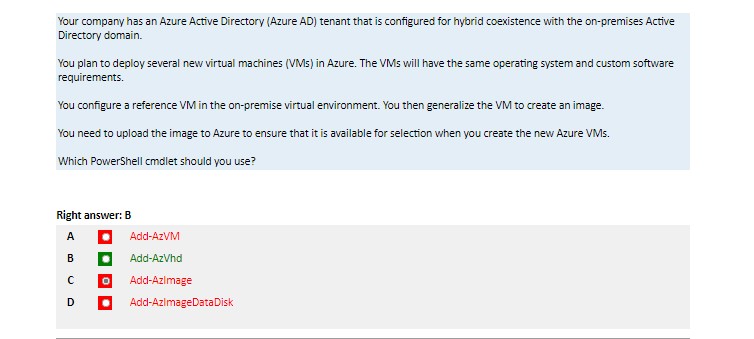 Your company has an Azure Active Directory (Azure AD) tenant that is configured for hybrid coexistence with the on-premises Active
Directory domain.
You plan to deploy several new virtual machines (VMs) in Azure. The VMs will have the same operating system and custom software
requirements.
You configure a reference VM in the on-premise virtual environment. You then generalize the VM to create an image.
You need to upload the image to Azure to ensure that it is available for selection when you create the new Azure VMs.
Which PowerShell cmdlet should you use?
Right answer: B
A Add-AzVM
B Add-AzVhd
C Add-AzImage
D Add-AzImageDataDisk